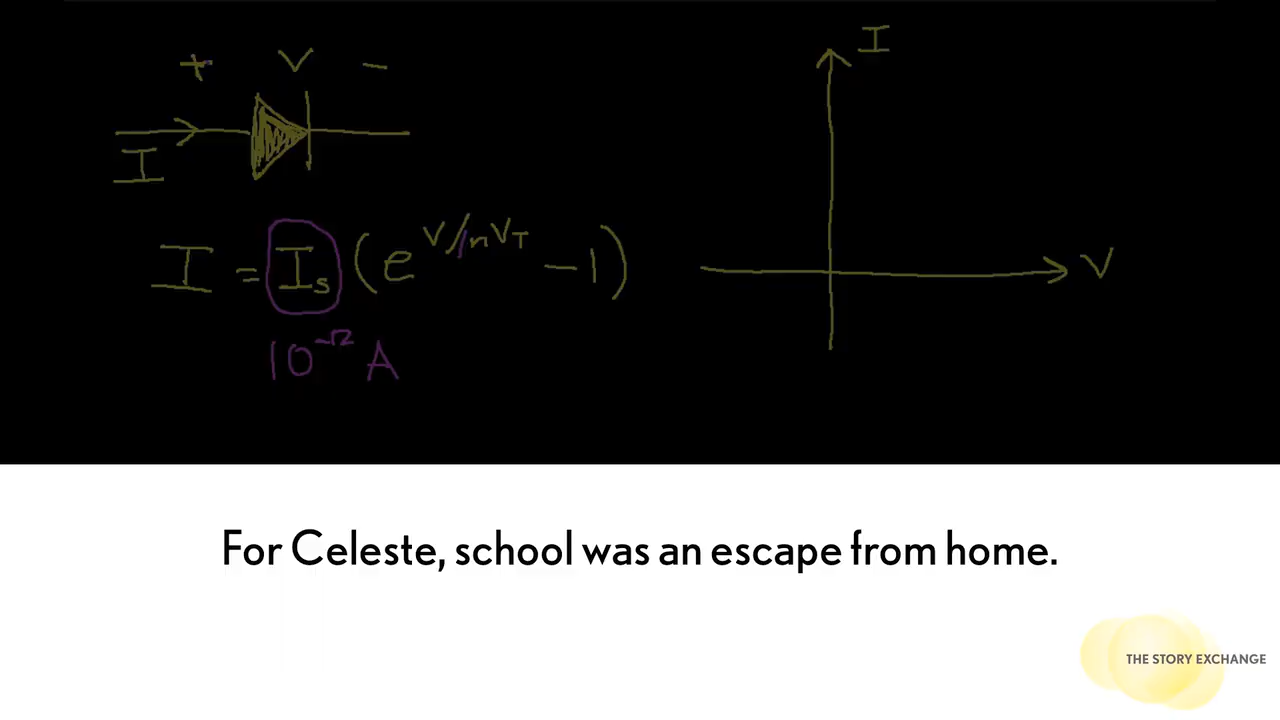 + V −
I
I = Is (e^V/nVT − 1)
10^-12 A
I
V
For Celeste, school was an escape from home.
THE STORY EXCHANGE